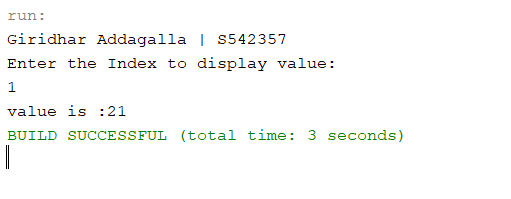 run:
Giridhar Addagalla | S542357
Enter the Index to display value:
1
value is :21
BUILD SUCCESSFUL (total time: 3 seconds)